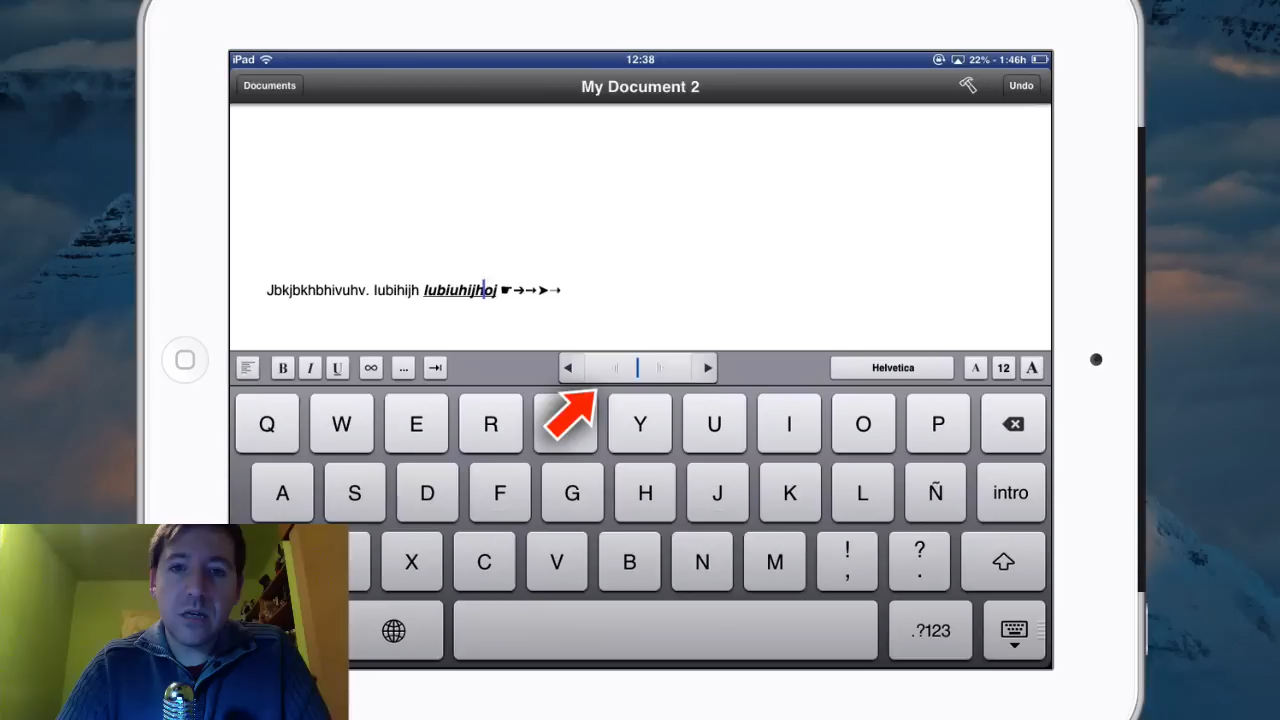 iPad 12:38 22% - 1:46h
Documents My Document 2 Undo
Jbkjbkhbhivuhv. Iubihijh Iubiuhijhoj ☛➔→➤⇢
B I U ∞ ... Helvetica A 12 A
Q W E R Y U I O P
A S D F G H J K L Ñ intro
X C V B N M ! , ? .
.?123